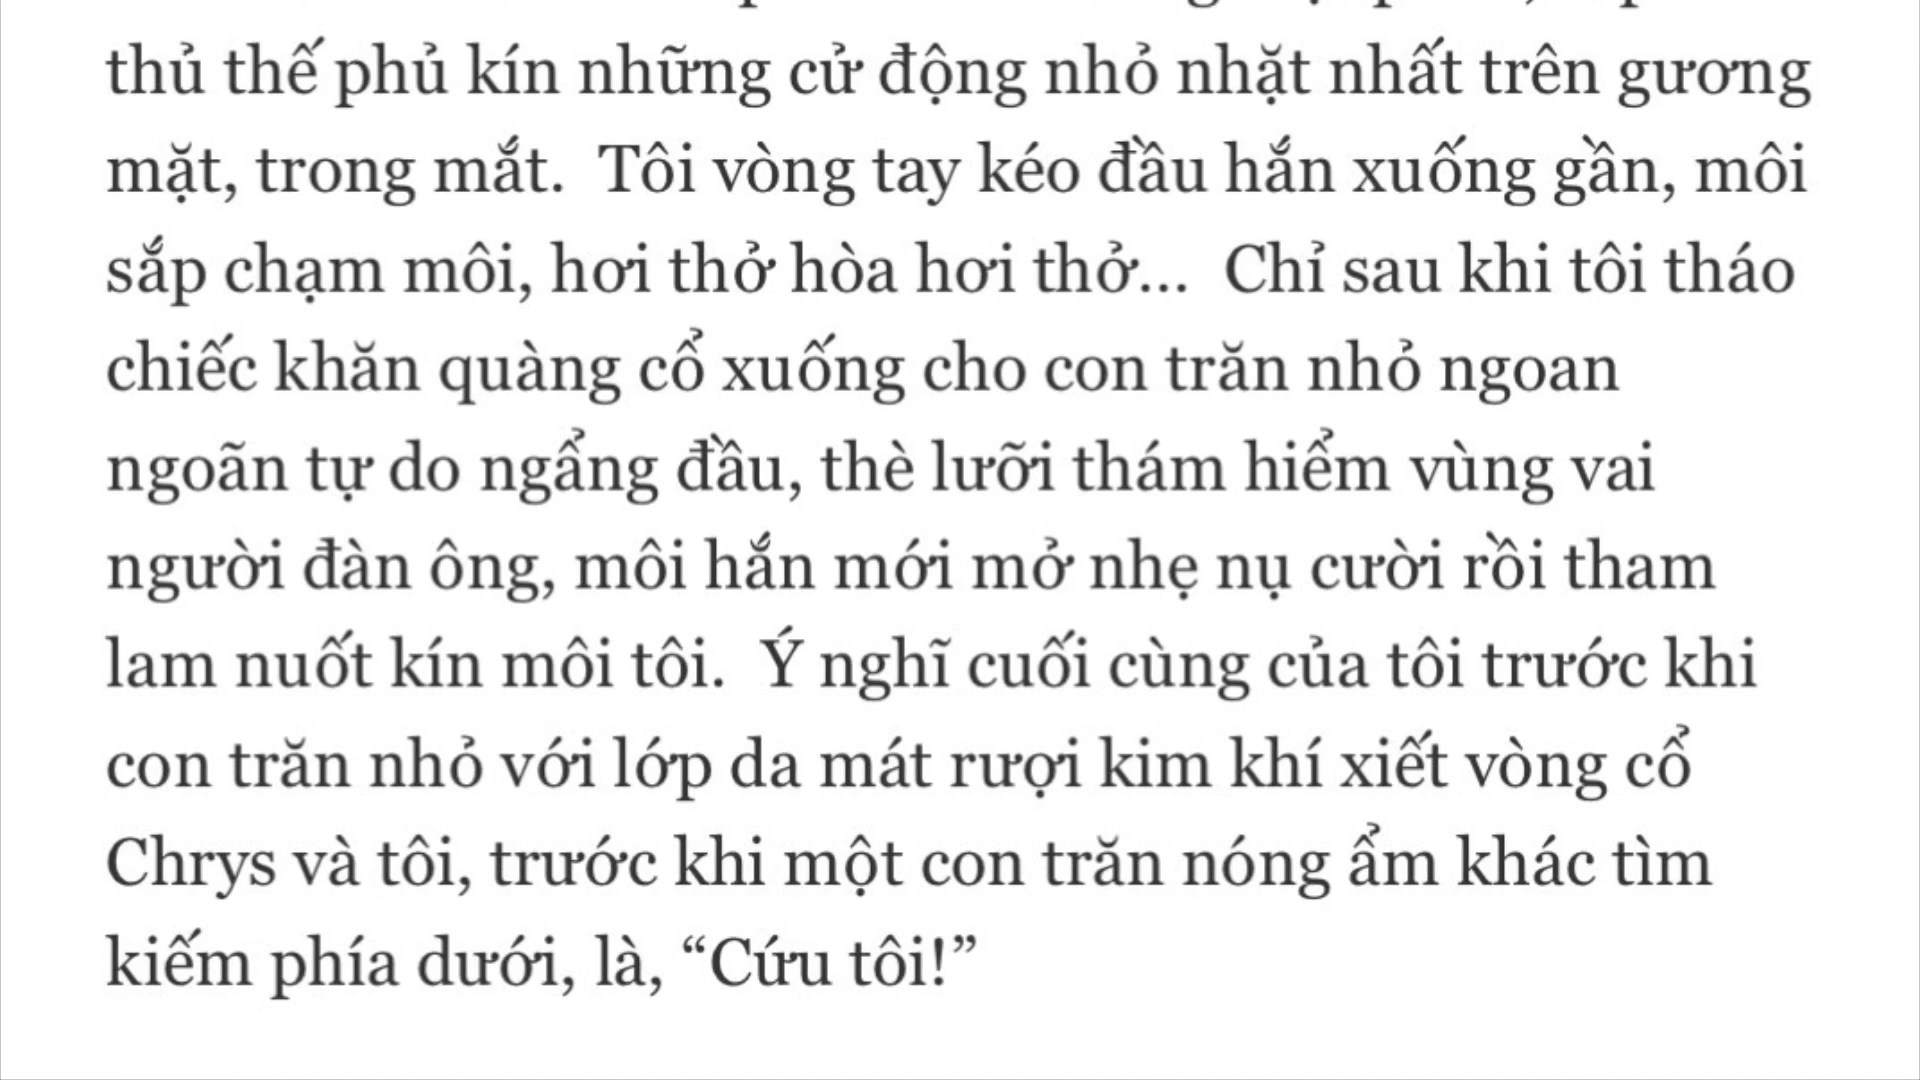 thủ thế phủ kín những cử động nhỏ nhặt nhất trên gương
mặt, trong mắt.  Tôi vòng tay kéo đầu hắn xuống gần, môi
sắp chạm môi, hơi thở hòa hơi thở...  Chỉ sau khi tôi tháo
chiếc khăn quàng cổ xuống cho con trăn nhỏ ngoan
ngoãn tự do ngẩng đầu, thè lưỡi thám hiểm vùng vai
người đàn ông, môi hắn mới mở nhẹ nụ cười rồi tham
lam nuốt kín môi tôi.  Ý nghĩ cuối cùng của tôi trước khi
con trăn nhỏ với lớp da mát rượi kim khí xiết vòng cổ
Chrys và tôi, trước khi một con trăn nóng ẩm khác tìm
kiếm phía dưới, là, “Cứu tôi!”